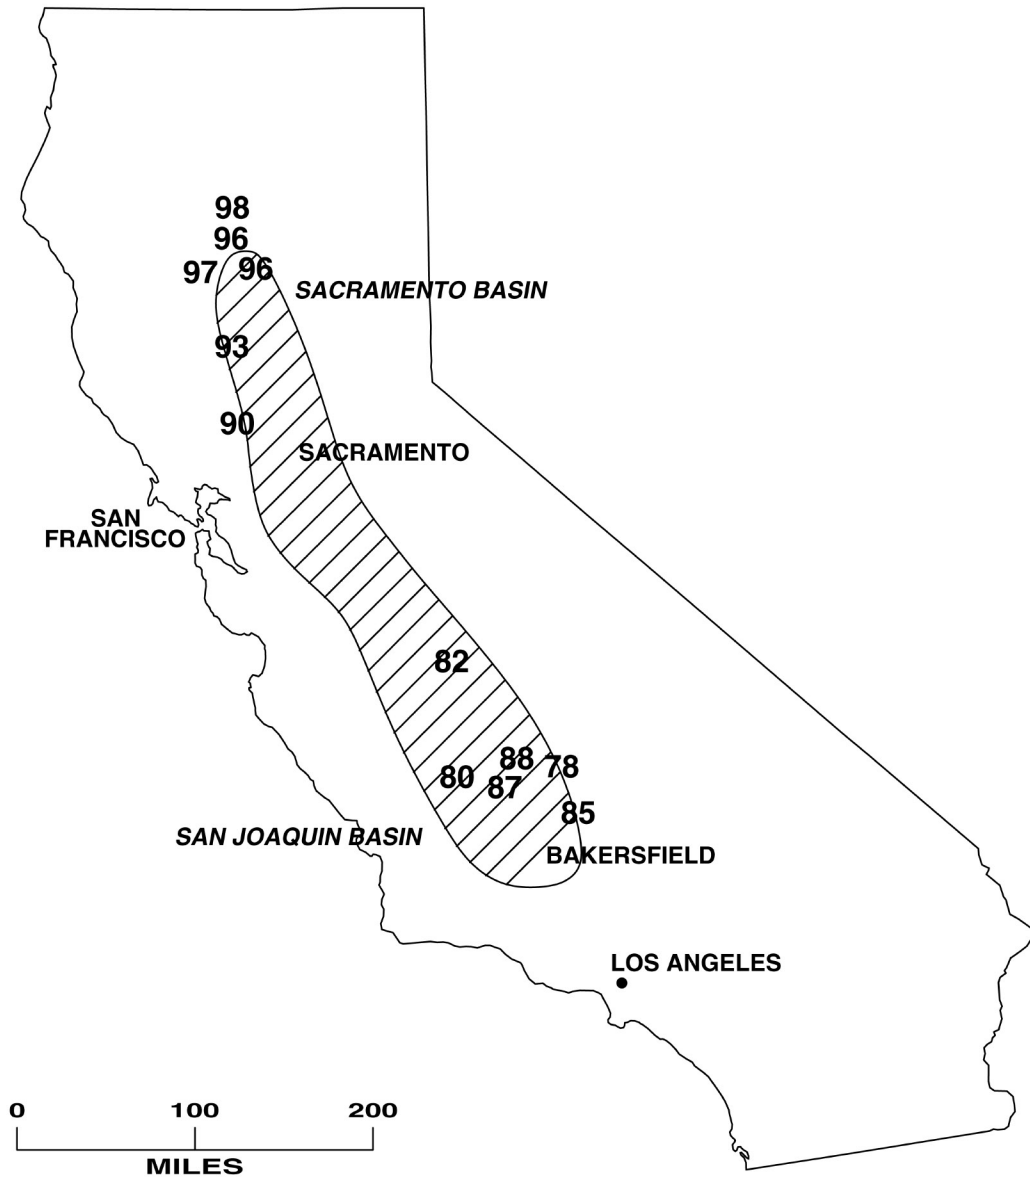 98
96
97
96
SACRAMENTO BASIN
93
90
SACRAMENTO
SAN
FRANCISCO
82
88
78
80
87
85
SAN JOAQUIN BASIN
BAKERSFIELD
LOS ANGELES
0 100 200
MILES